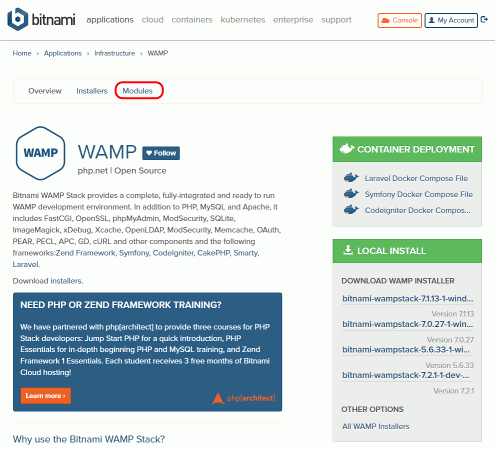 bitnami applications cloud containers kubernetes enterprise support Console My Account
Home › Applications › Infrastructure › WAMP
Overview Installers Modules
WAMP
WAMP Follow
php.net | Open Source
Bitnami WAMP Stack provides a complete, fully-integrated and ready to run
WAMP development environment. In addition to PHP, MySQL and Apache, it
includes FastCGI, OpenSSL, phpMyAdmin, ModSecurity, SQLite,
ImageMagick, xDebug, Xcache, OpenLDAP, ModSecurity, Memcache, OAuth,
PEAR, PECL, APC, GD, cURL and other components and the following
frameworks:Zend Framework, Symfony, CodeIgniter, CakePHP, Smarty,
Laravel.
Download installers.
NEED PHP OR ZEND FRAMEWORK TRAINING?
We have partnered with php[architect] to provide three courses for PHP
Stack developers: Jump Start PHP for a quick introduction, PHP
Essentials for in-depth beginning PHP and MySQL training, and Zend
Framework 1 Essentials. Each student receives 3 free months of Bitnami
Cloud hosting!
Learn more ›
php[architect]
Why use the Bitnami WAMP Stack?
CONTAINER DEPLOYMENT
Laravel Docker Compose File
Symfony Docker Compose File
Codeigniter Docker Compos...
LOCAL INSTALL
DOWNLOAD WAMP INSTALLER
bitnami-wampstack-7.1.13-1-wind...
Version 7.1.13
bitnami-wampstack-7.0.27-1-win...
Version 7.0.27
bitnami-wampstack-5.6.33-1-wi...
Version 5.6.33
bitnami-wampstack-7.2.1-1-dev-...
Version 7.2.1
OTHER OPTIONS
All WAMP Installers